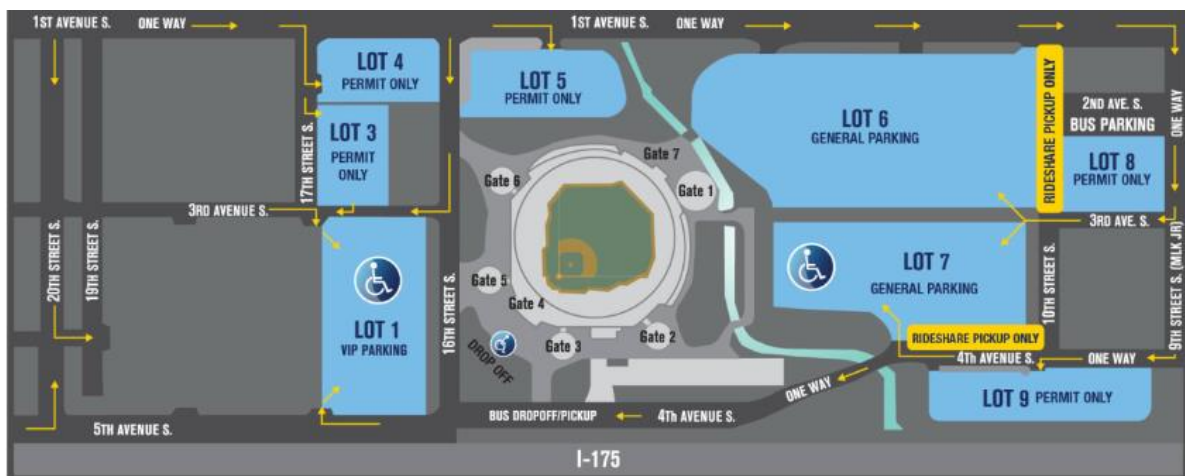 1ST AVENUE S.
ONE WAY
1ST AVENUE S.
ONE WAY
LOT 4
PERMIT ONLY
LOT 5
PERMIT ONLY
LOT 6
GENERAL PARKING
RIDESHARE PICKUP ONLY
2ND AVE. S.
BUS PARKING
ONE WAY
LOT 3
PERMIT
ONLY
17TH STREET S.
LOT 8
PERMIT ONLY
Gate 7
Gate 6
Gate 1
3RD AVENUE S.
3RD AVE. S.
20TH STREET S.
19TH STREET S.
LOT 1
VIP PARKING
16TH STREET S.
Gate 5
Gate 4
Gate 3
Gate 2
DROP OFF
LOT 7
GENERAL PARKING
10TH STREET S.
9TH STREET S. (MLK JR)
RIDESHARE PICKUP ONLY
4TH AVENUE S.
ONE WAY
ONE WAY
LOT 9 PERMIT ONLY
BUS DROPOFF/PICKUP
4TH AVENUE S.
5TH AVENUE S.
I-175